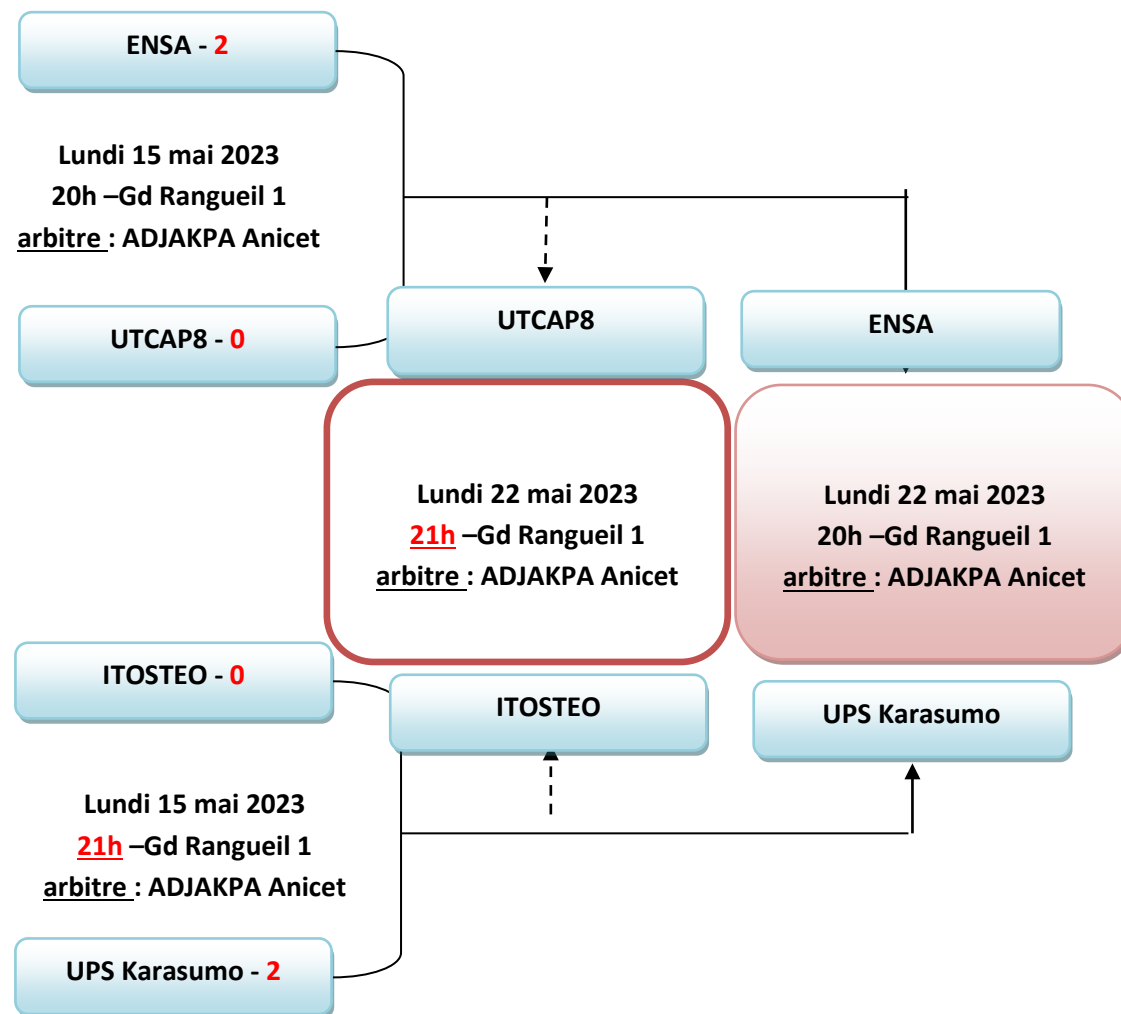 ENSA - 2
Lundi 15 mai 2023
20h –Gd Rangueil 1
arbitre : ADJAKPA Anicet
UTCAP8 - 0
UTCAP8
ENSA
Lundi 22 mai 2023
21h –Gd Rangueil 1
arbitre : ADJAKPA Anicet
Lundi 22 mai 2023
20h –Gd Rangueil 1
arbitre : ADJAKPA Anicet
ITOSTEO - 0
ITOSTEO
UPS Karasumo
Lundi 15 mai 2023
21h –Gd Rangueil 1
arbitre : ADJAKPA Anicet
UPS Karasumo - 2